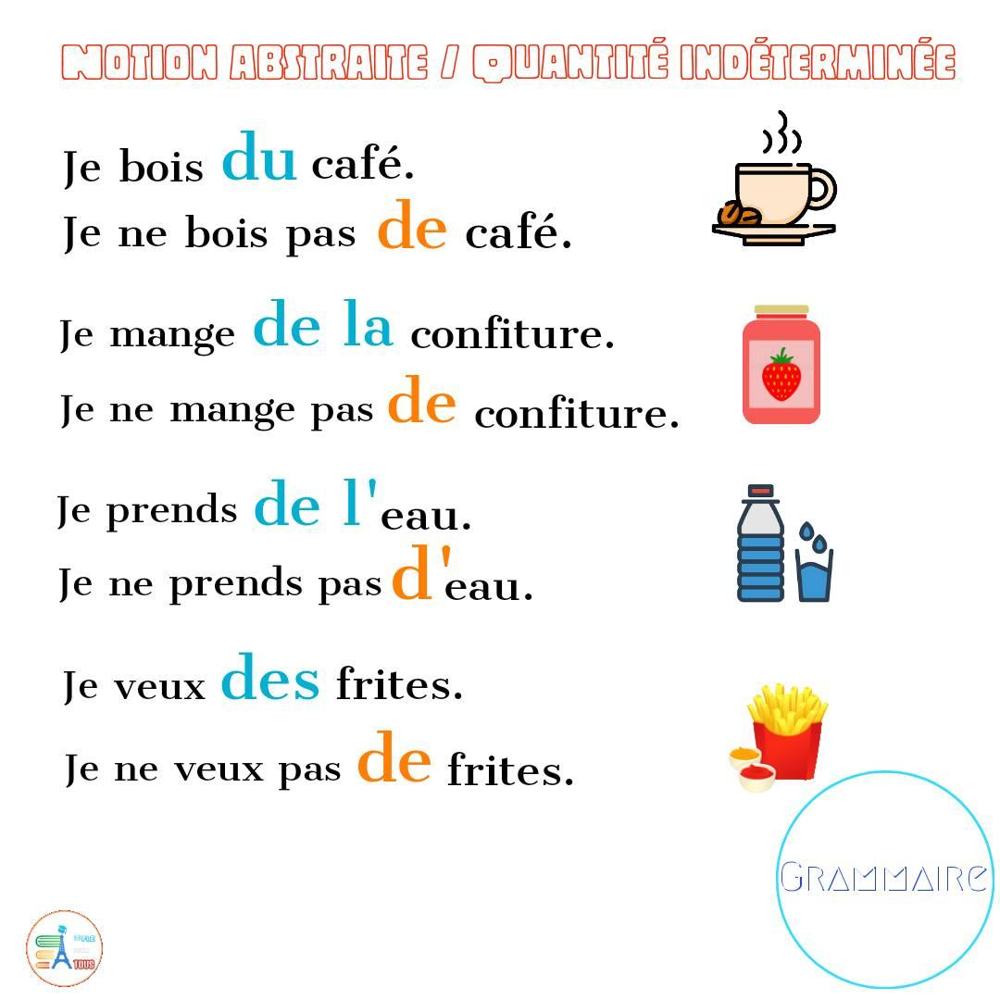 Notion abstraite / Quantité indéterminée
Je bois du café.
Je ne bois pas de café.
Je mange de la confiture.
Je ne mange pas de confiture.
Je prends de l'eau.
Je ne prends pas d'eau.
Je veux des frites.
Je ne veux pas de frites.
Grammaire
TOUS